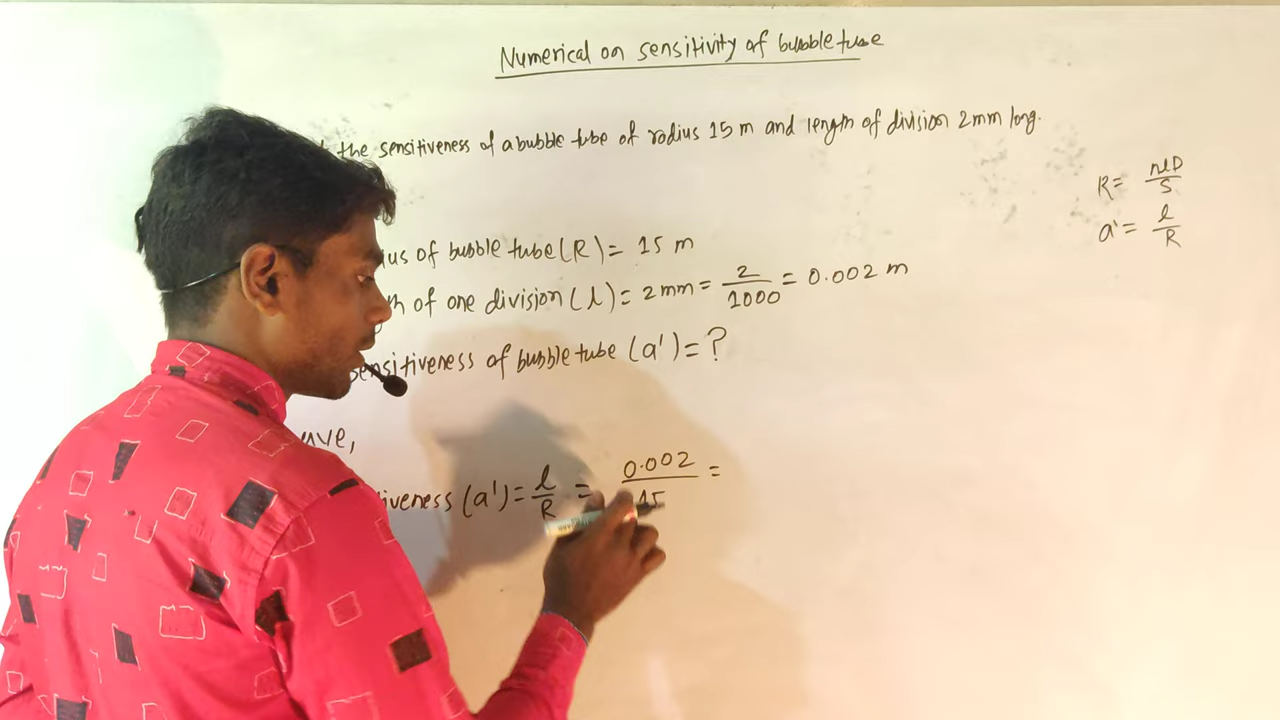 Numerical on sensitivity of bubble tube
the sensitiveness of a bubble tube of radius 15 m and length of division 2mm long.
R= nlD/S
a'= l/R
ius of bubble tube (R) = 15 m
of one division (l) = 2mm = 2/1000 = 0.002 m
sensitiveness of bubble tube (a') = ?
ave,
iveness (a') = l/R = 0.002/15 =